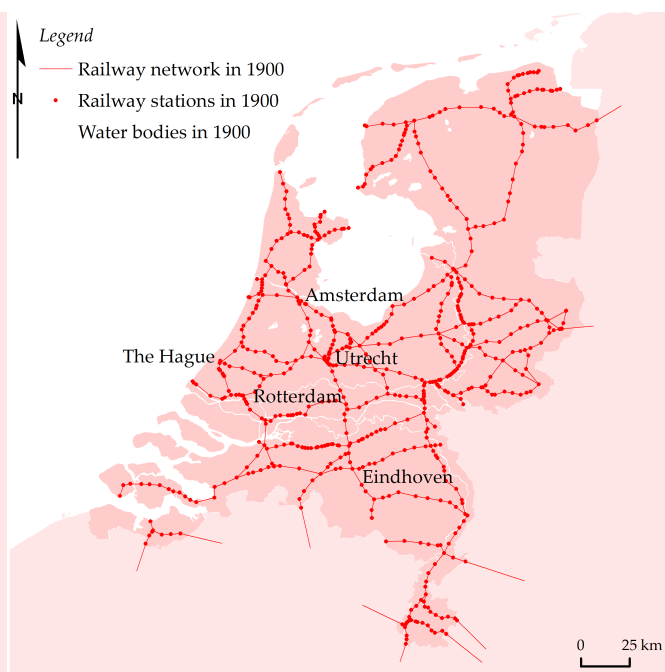 Legend
Railway network in 1900
N
Railway stations in 1900
Water bodies in 1900
Amsterdam
The Hague
Utrecht
Rotterdam
Eindhoven
0 25 km